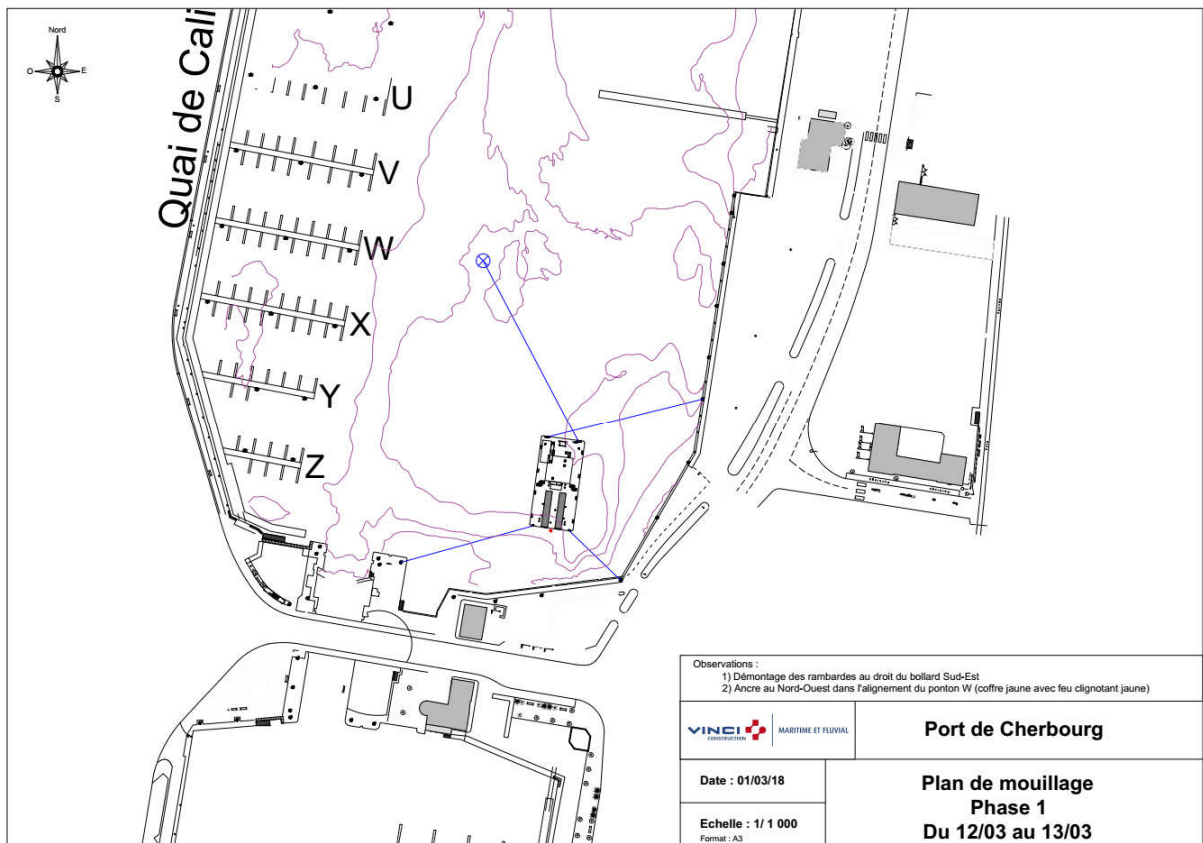 Nord
O
E
S
Quai de Cali
U
V
W
X
Y
Z
Observations :
1) Démontage des rambardes au droit du bollard Sud-Est
2) Ancre au Nord-Ouest dans l'alignement du ponton W (coffre jaune avec feu clignotant jaune)
VINCI
CONSTRUCTION
MARITIME ET FLUVIAL
Port de Cherbourg
Date : 01/03/18
Echelle : 1/ 1 000
Format : A3
Plan de mouillage
Phase 1
Du 12/03 au 13/03